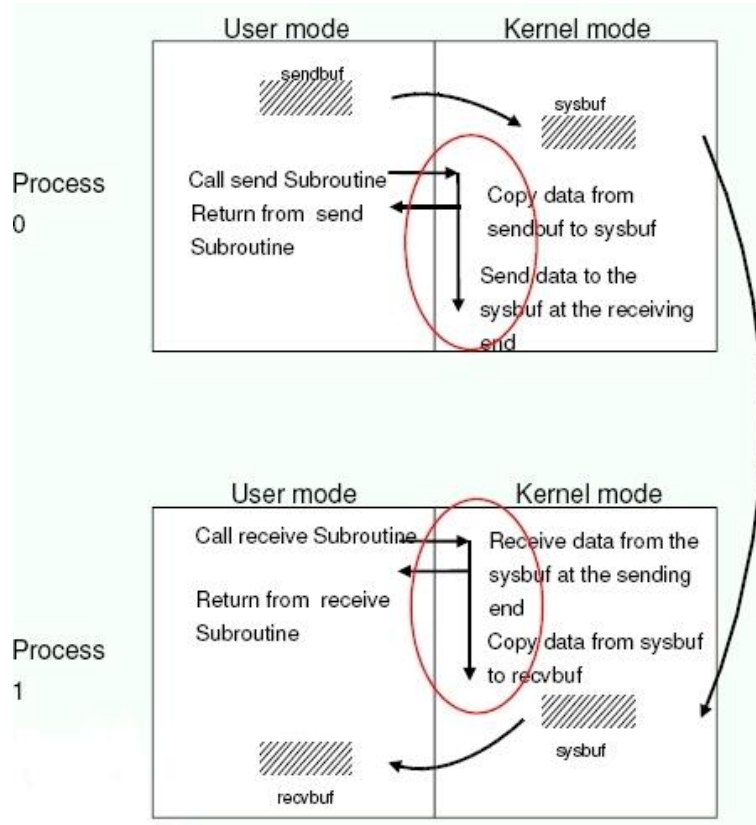 User mode
Kernel mode
sendbuf
sysbuf
Process
0
Call send Subroutine
Return from send
Subroutine
Copy data from
sendbuf to sysbuf
Send data to the
sysbuf at the receiving
end
User mode
Kernel mode
Process
1
Call receive Subroutine
Return from receive
Subroutine
Receive data from the
sysbuf at the sending
end
Copy data from sysbuf
to recvbuf
sysbuf
recvbuf